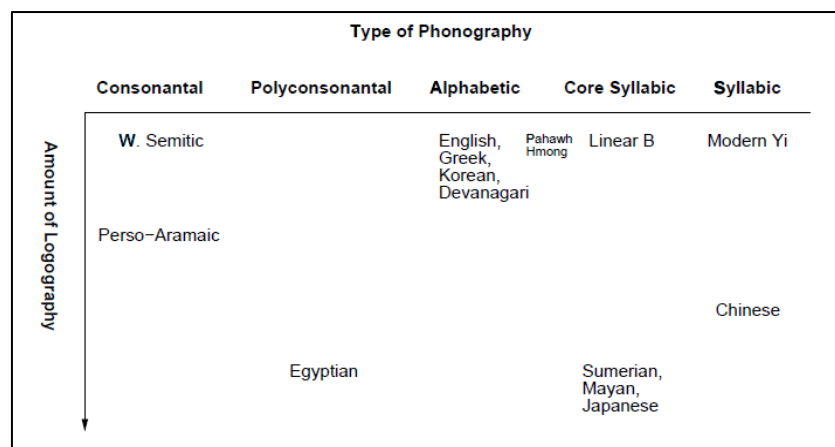 Type of Phonography
Consonantal Polyconsonantal Alphabetic Core Syllabic Syllabic
Amount of Logography
W. Semitic English, Pahawh Linear B Modern Yi
Greek, Hmong
Korean,
Devanagari
Perso−Aramaic
Chinese
Egyptian Sumerian,
Mayan,
Japanese